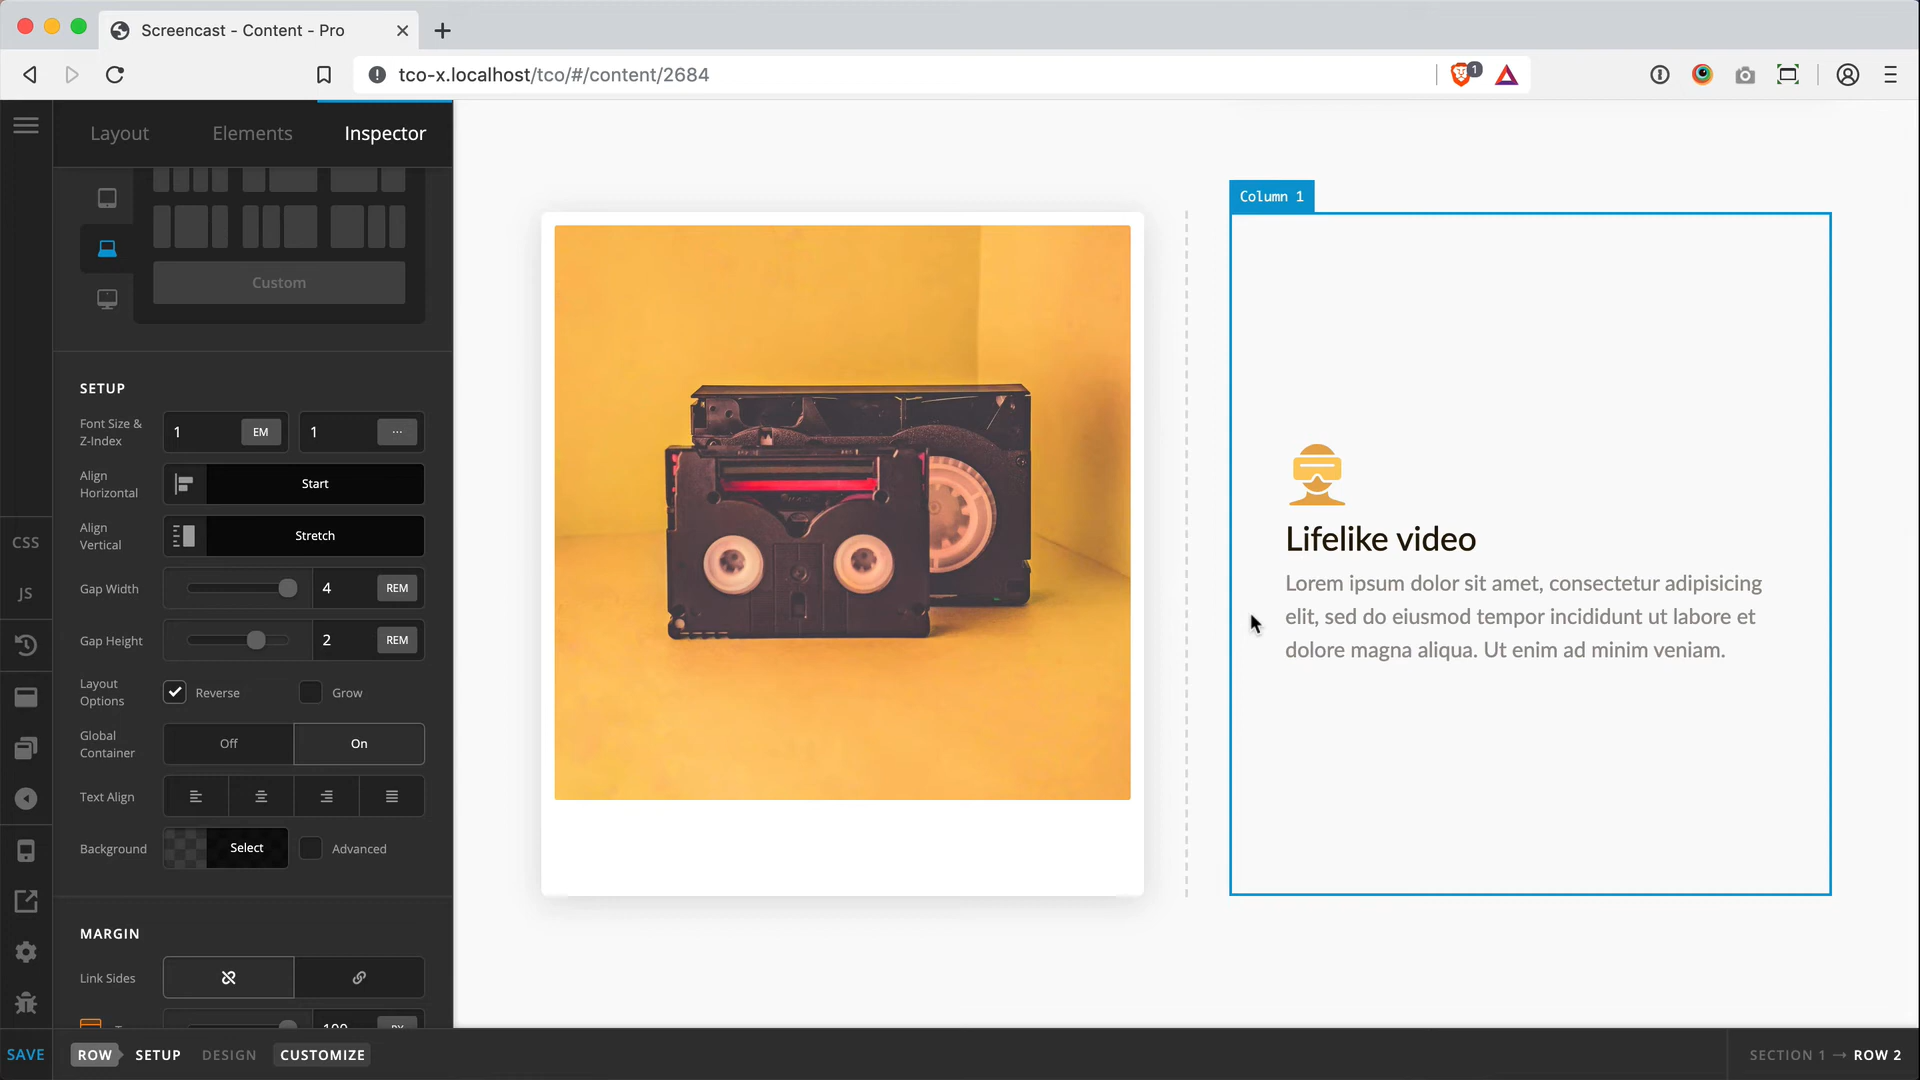 Screencast - Content - Pro
tco-x.localhost/tco/#/content/2684
1
Layout
Elements
Inspector
Custom
SETUP
Font Size &
Z-Index
1
EM
1
...
Align
Horizontal
Start
Align
Vertical
Stretch
Gap Width
4
REM
Gap Height
2
REM
Layout
Options
Reverse
Grow
Global
Container
Off
On
Text Align
Background
Select
Advanced
MARGIN
Link Sides
CSS
JS
Column 1
Lifelike video
Lorem ipsum dolor sit amet, consectetur adipisicing
elit, sed do eiusmod tempor incididunt ut labore et
dolore magna aliqua. Ut enim ad minim veniam.
SAVE
ROW
SETUP
DESIGN
CUSTOMIZE
SECTION 1 → ROW 2